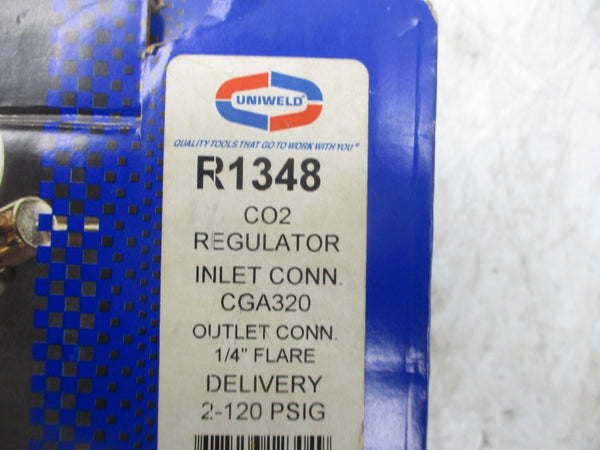 UNIWELD®
QUALITY TOOLS THAT GO TO WORK WITH YOU®
R1348
CO2
REGULATOR
INLET CONN.
CGA320
OUTLET CONN.
1/4" FLARE
DELIVERY
2-120 PSIG